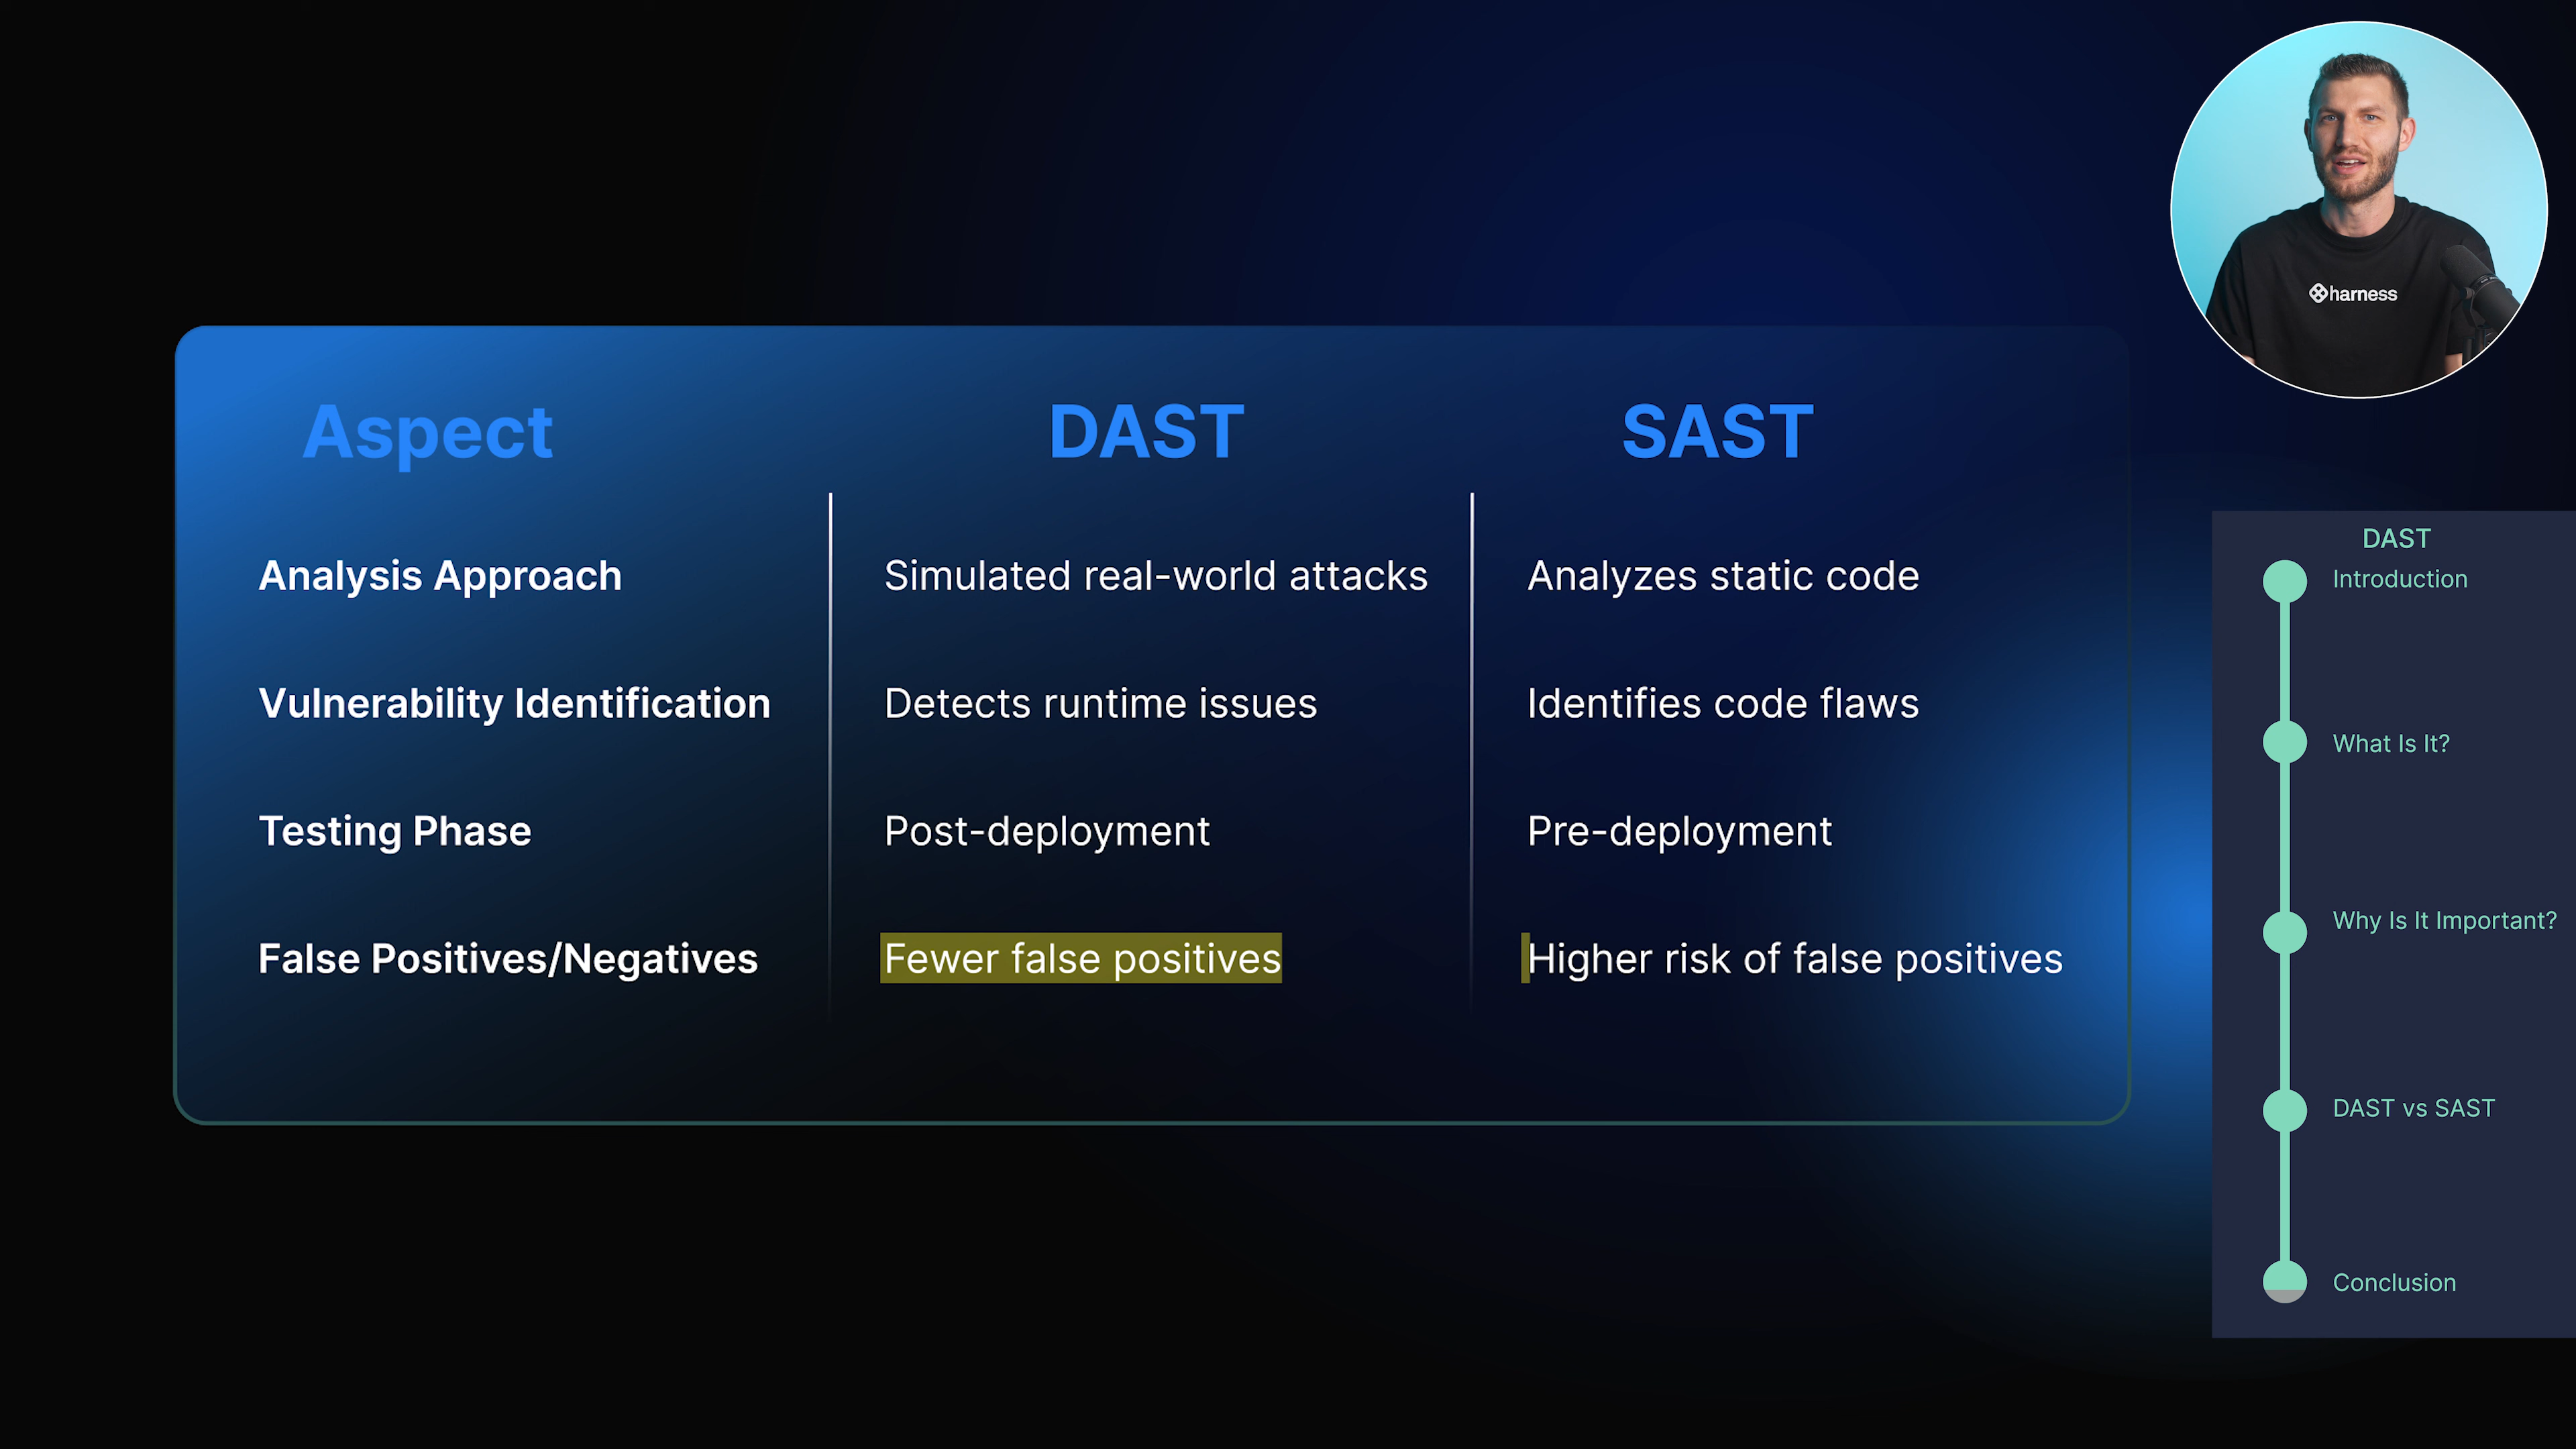 harness
Aspect DAST SAST
Analysis Approach Simulated real-world attacks Analyzes static code
Vulnerability Identification Detects runtime issues Identifies code flaws
Testing Phase Post-deployment Pre-deployment
False Positives/Negatives Fewer false positives Higher risk of false positives
DAST
Introduction
What Is It?
Why Is It Important?
DAST vs SAST
Conclusion